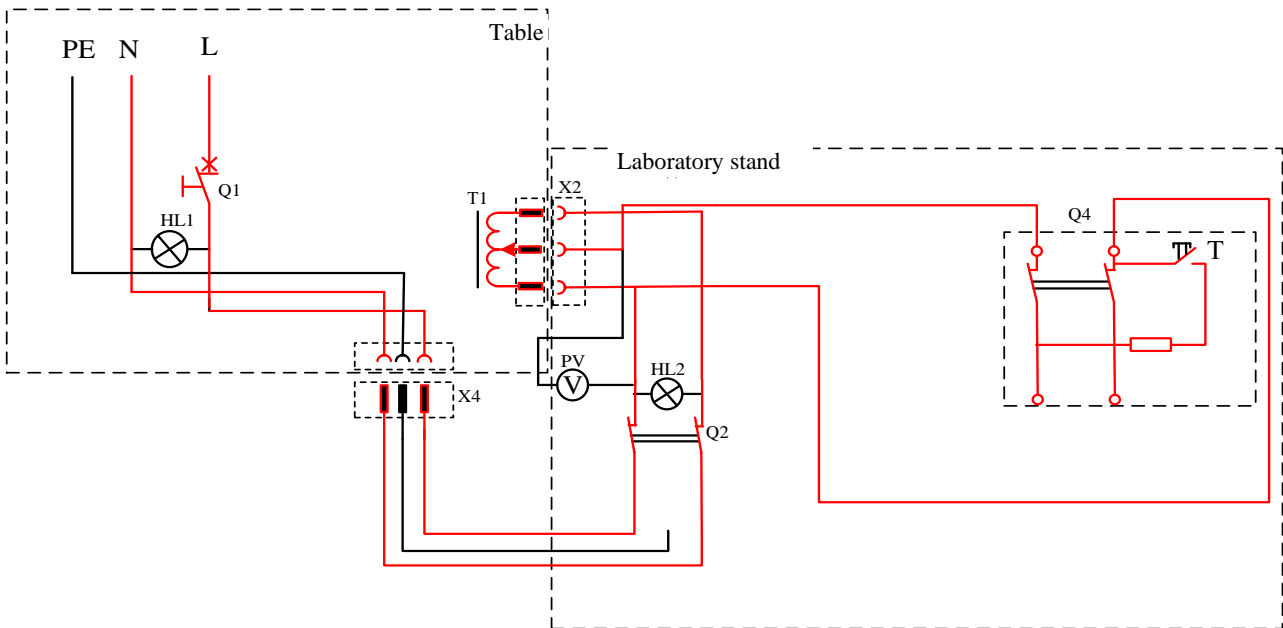 Table
PE N L
Q1
HL1
T1
X2
Laboratory stand
Q4
T
PV
V
HL2
X4
Q2